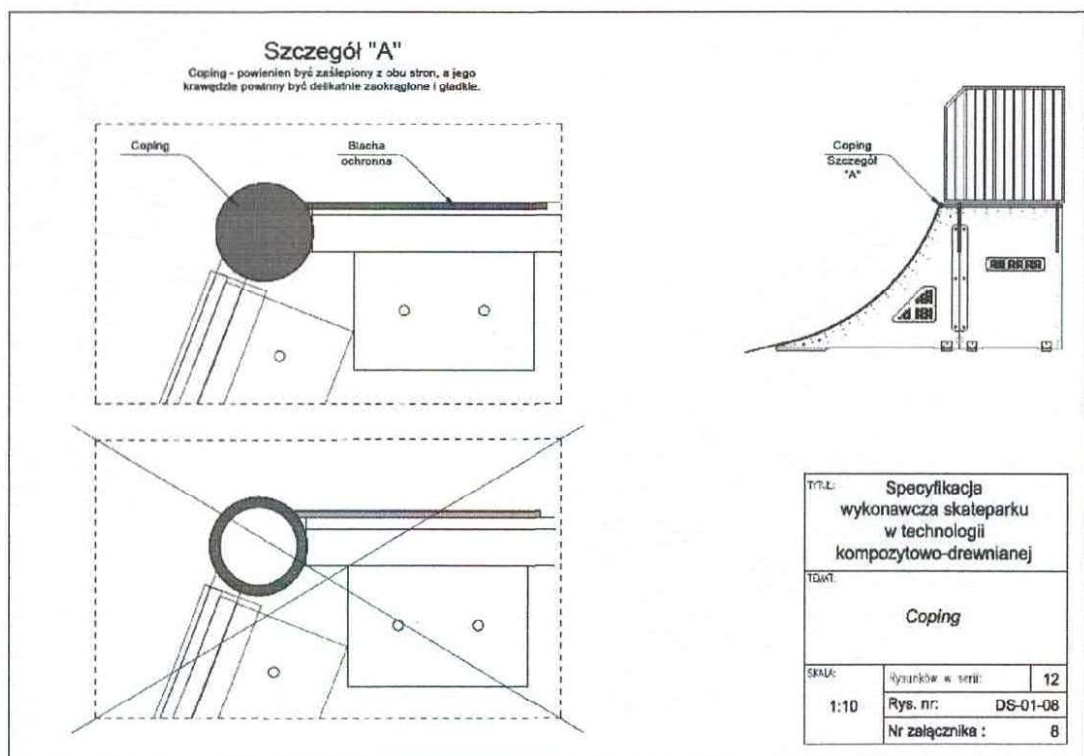 Szczegół "A"
Coping - powienien być zaślepiony z obu stron, a jego
krawędzie powinny być delikatnie zaokrąglone i gładkie.
Coping
Blacha
ochronna
Coping
Szczegół
"A"
TYTUŁ:
Specyfikacja
wykonawcza skateparku
w technologii
kompozytowo-drewnianej
TEMAT:
Coping
SKALA:
1:10
Rysunków w serii: 12
Rys. nr: DS-01-08
Nr załącznika : 8